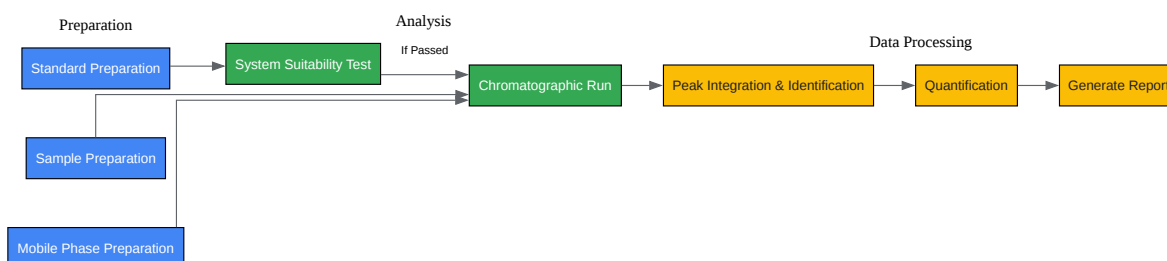 Preparation
Analysis
Data Processing
If Passed
Standard Preparation
System Suitability Test
Chromatographic Run
Peak Integration & Identification
Quantification
Generate Report
Sample Preparation
Mobile Phase Preparation